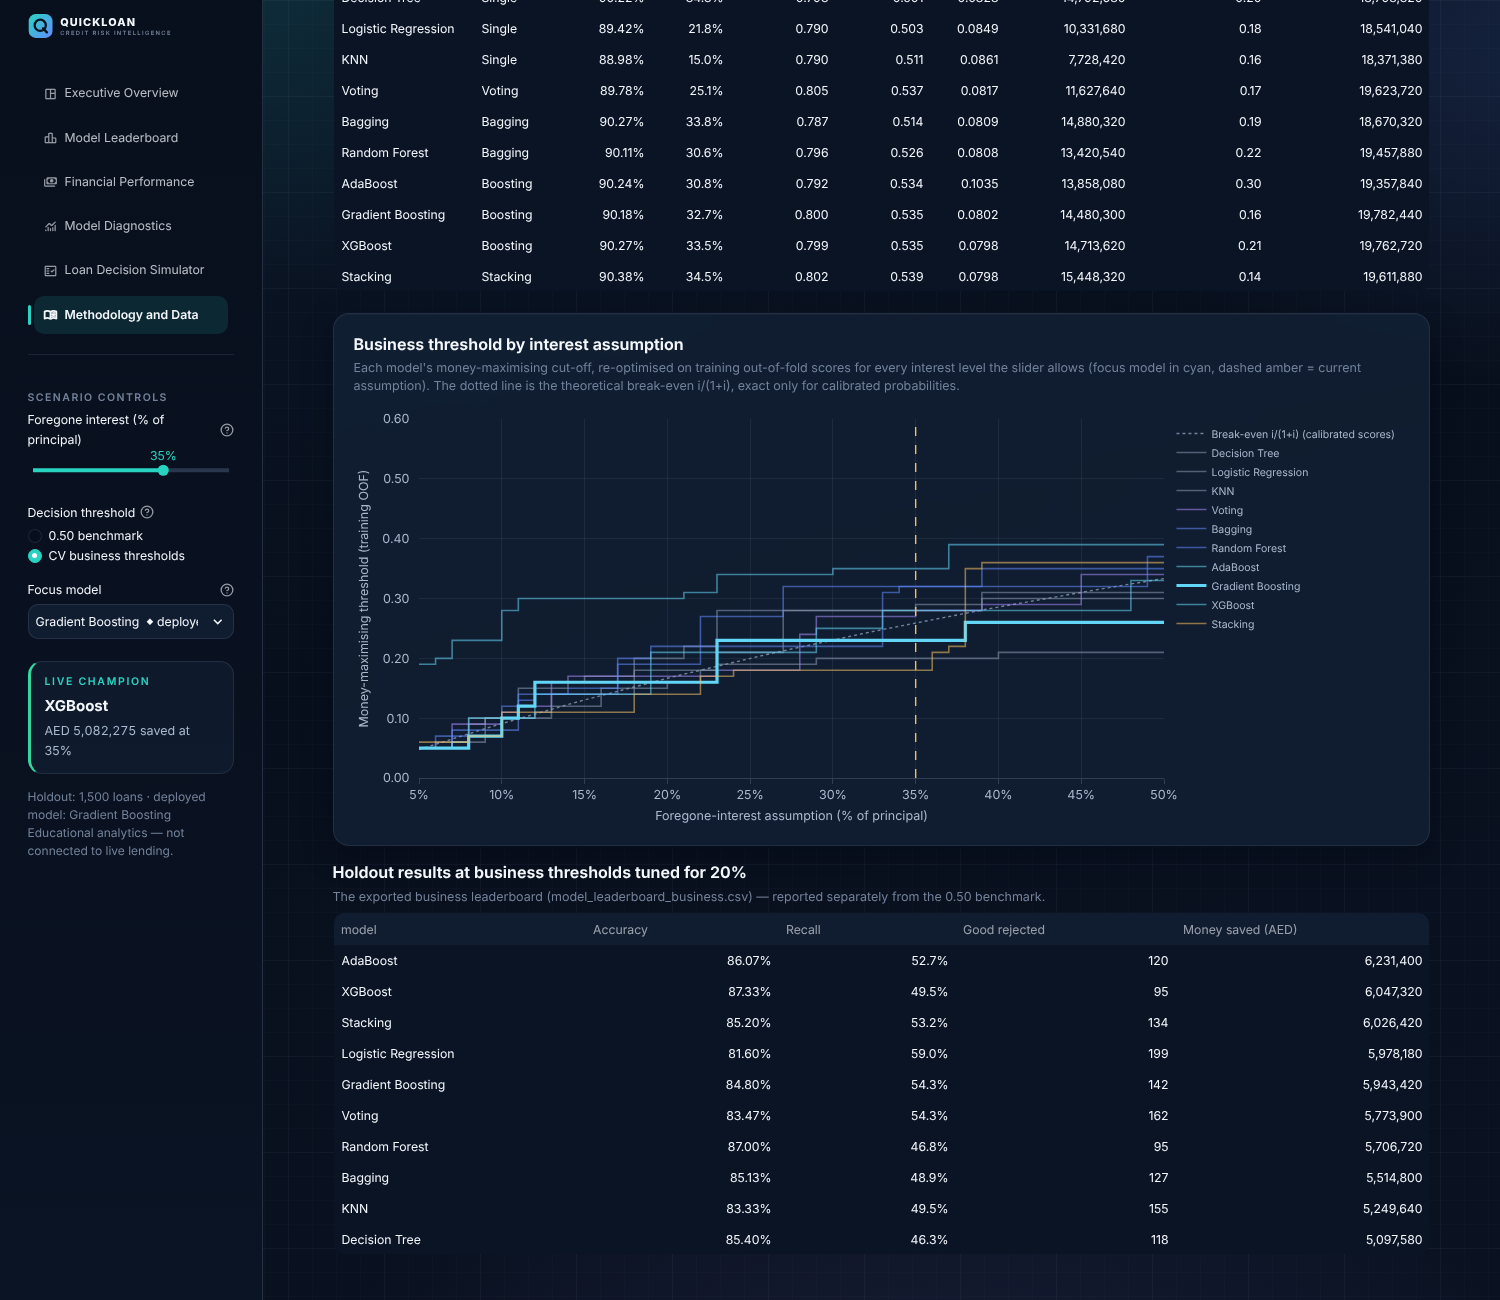 QUICKLOAN
CREDIT RISK INTELLIGENCE
Executive Overview
Model Leaderboard
Financial Performance
Model Diagnostics
Loan Decision Simulator
Methodology and Data
SCENARIO CONTROLS
Foregone interest (% of
principal)
35%
Decision threshold
0.50 benchmark
CV business thresholds
Focus model
Gradient Boosting ◆ deploye
LIVE CHAMPION
XGBoost
AED 5,082,275 saved at
35%
Holdout: 1,500 loans · deployed
model: Gradient Boosting
Educational analytics — not
connected to live lending.
Logistic Regression Single 89.42% 21.8% 0.790 0.503 0.0849 10,331,680 0.18 18,541,040
KNN Single 88.98% 15.0% 0.790 0.511 0.0861 7,728,420 0.16 18,371,380
Voting Voting 89.78% 25.1% 0.805 0.537 0.0817 11,627,640 0.17 19,623,720
Bagging Bagging 90.27% 33.8% 0.787 0.514 0.0809 14,880,320 0.19 18,670,320
Random Forest Bagging 90.11% 30.6% 0.796 0.526 0.0808 13,420,540 0.22 19,457,880
AdaBoost Boosting 90.24% 30.8% 0.792 0.534 0.1035 13,858,080 0.30 19,357,840
Gradient Boosting Boosting 90.18% 32.7% 0.800 0.535 0.0802 14,480,300 0.16 19,782,440
XGBoost Boosting 90.27% 33.5% 0.799 0.535 0.0798 14,713,620 0.21 19,762,720
Stacking Stacking 90.38% 34.5% 0.802 0.539 0.0798 15,448,320 0.14 19,611,880
Business threshold by interest assumption
Each model's money-maximising cut-off, re-optimised on training out-of-fold scores for every interest level the slider allows (focus model in cyan, dashed amber = current
assumption). The dotted line is the theoretical break-even i/(1+i), exact only for calibrated probabilities.
Money-maximising threshold (training OOF)
0.60
0.50
0.40
0.30
0.20
0.10
0.00
5% 10% 15% 20% 25% 30% 35% 40% 45% 50%
Foregone-interest assumption (% of principal)
Break-even i/(1+i) (calibrated scores)
Decision Tree
Logistic Regression
KNN
Voting
Bagging
Random Forest
AdaBoost
Gradient Boosting
XGBoost
Stacking
Holdout results at business thresholds tuned for 20%
The exported business leaderboard (model_leaderboard_business.csv) — reported separately from the 0.50 benchmark.
model Accuracy Recall Good rejected Money saved (AED)
AdaBoost 86.07% 52.7% 120 6,231,400
XGBoost 87.33% 49.5% 95 6,047,320
Stacking 85.20% 53.2% 134 6,026,420
Logistic Regression 81.60% 59.0% 199 5,978,180
Gradient Boosting 84.80% 54.3% 142 5,943,420
Voting 83.47% 54.3% 162 5,773,900
Random Forest 87.00% 46.8% 95 5,706,720
Bagging 85.13% 48.9% 127 5,514,800
KNN 83.33% 49.5% 155 5,249,640
Decision Tree 85.40% 46.3% 118 5,097,580